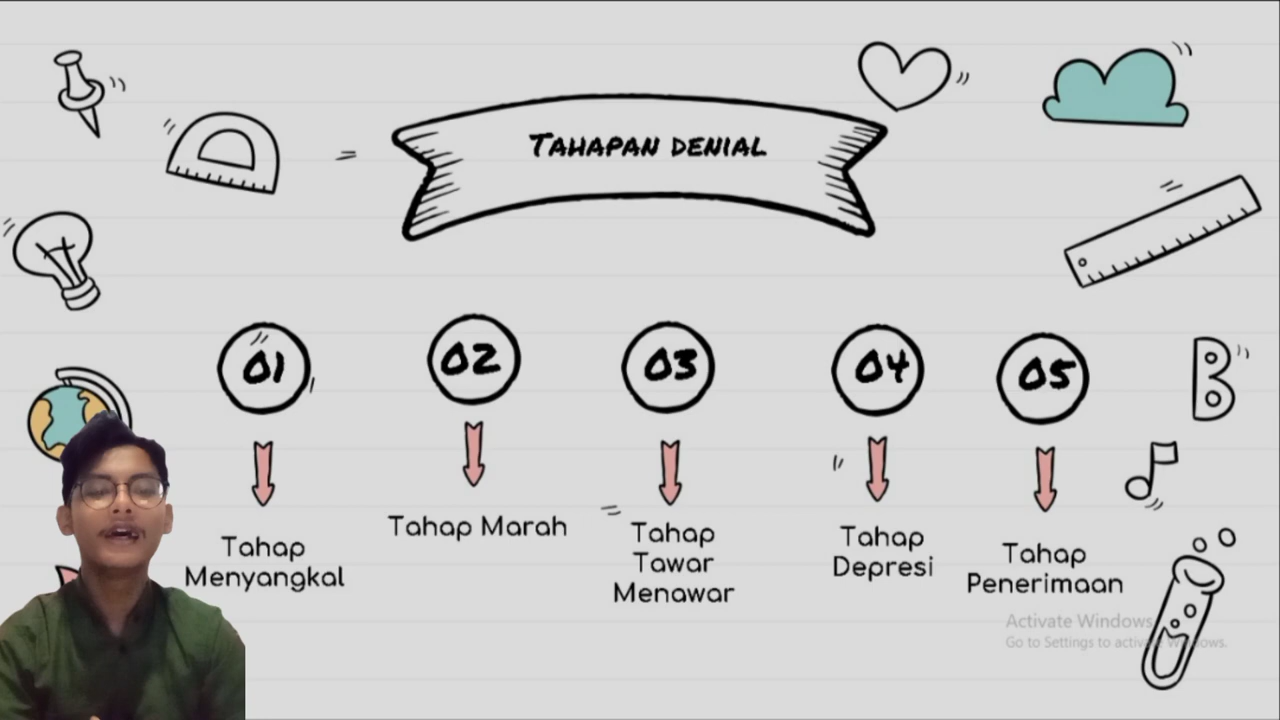 TAHAPAN DENIAL
01
02
03
04
05
Tahap
Menyangkal
Tahap Marah
Tahap
Tawar
Menawar
Tahap
Depresi
Tahap
Penerimaan
Activate Windows
Go to Settings to activate Windows.